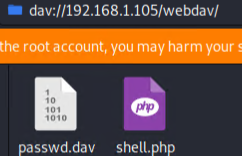 dav://192.168.1.105/webdav/
the root account, you may harm your s
1
10
101
1010
php
passwd.dav
shell.php